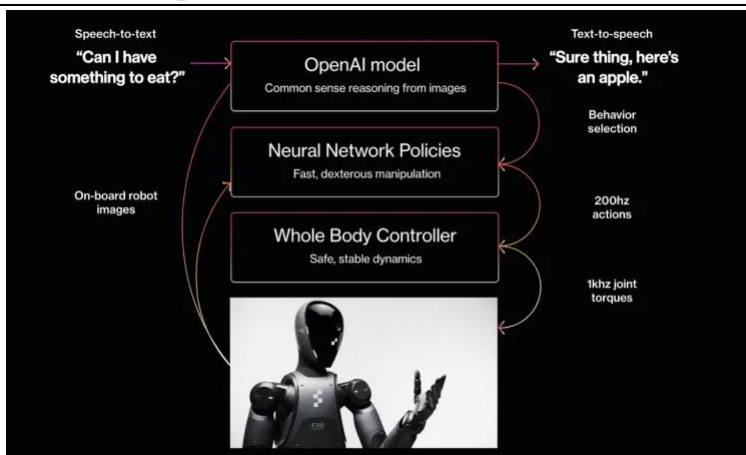 Speech-to-text
“Can I have
something to eat?”
OpenAI model
Common sense reasoning from images
Text-to-speech
“Sure thing, here’s
an apple.”
Behavior
selection
Neural Network Policies
Fast, dexterous manipulation
On-board robot
images
200hz
actions
Whole Body Controller
Safe, stable dynamics
1khz joint
torques